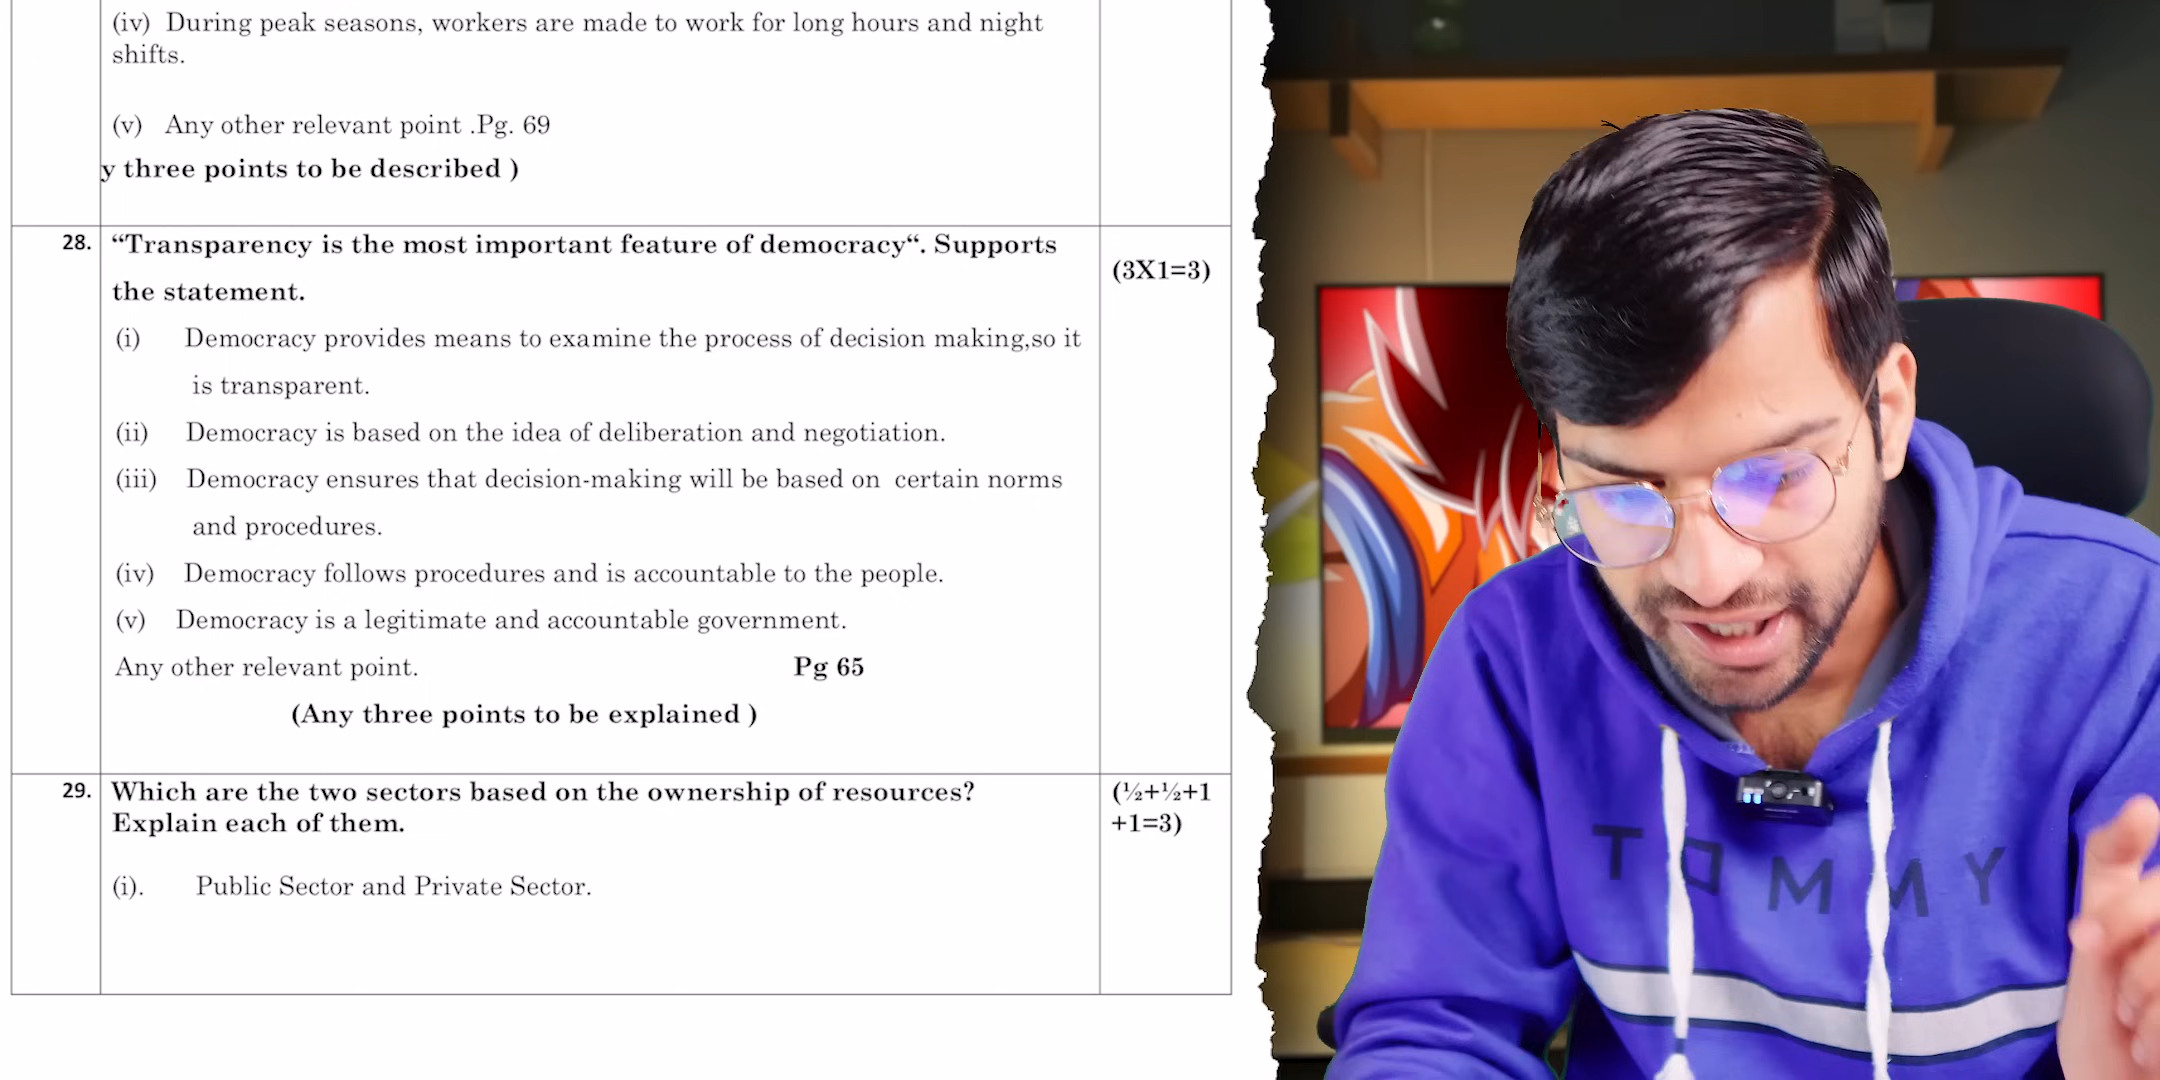 (iv) During peak seasons, workers are made to work for long hours and night
shifts.
(v) Any other relevant point .Pg. 69
y three points to be described )
28. “Transparency is the most important feature of democracy“. Supports
the statement.
(3X1=3)
(i) Democracy provides means to examine the process of decision making,so it
is transparent.
(ii) Democracy is based on the idea of deliberation and negotiation.
(iii) Democracy ensures that decision-making will be based on certain norms
and procedures.
(iv) Democracy follows procedures and is accountable to the people.
(v) Democracy is a legitimate and accountable government.
Any other relevant point. Pg 65
(Any three points to be explained )
29. Which are the two sectors based on the ownership of resources?
Explain each of them.
(½+½+1
+1=3)
(i). Public Sector and Private Sector.
TOMMY